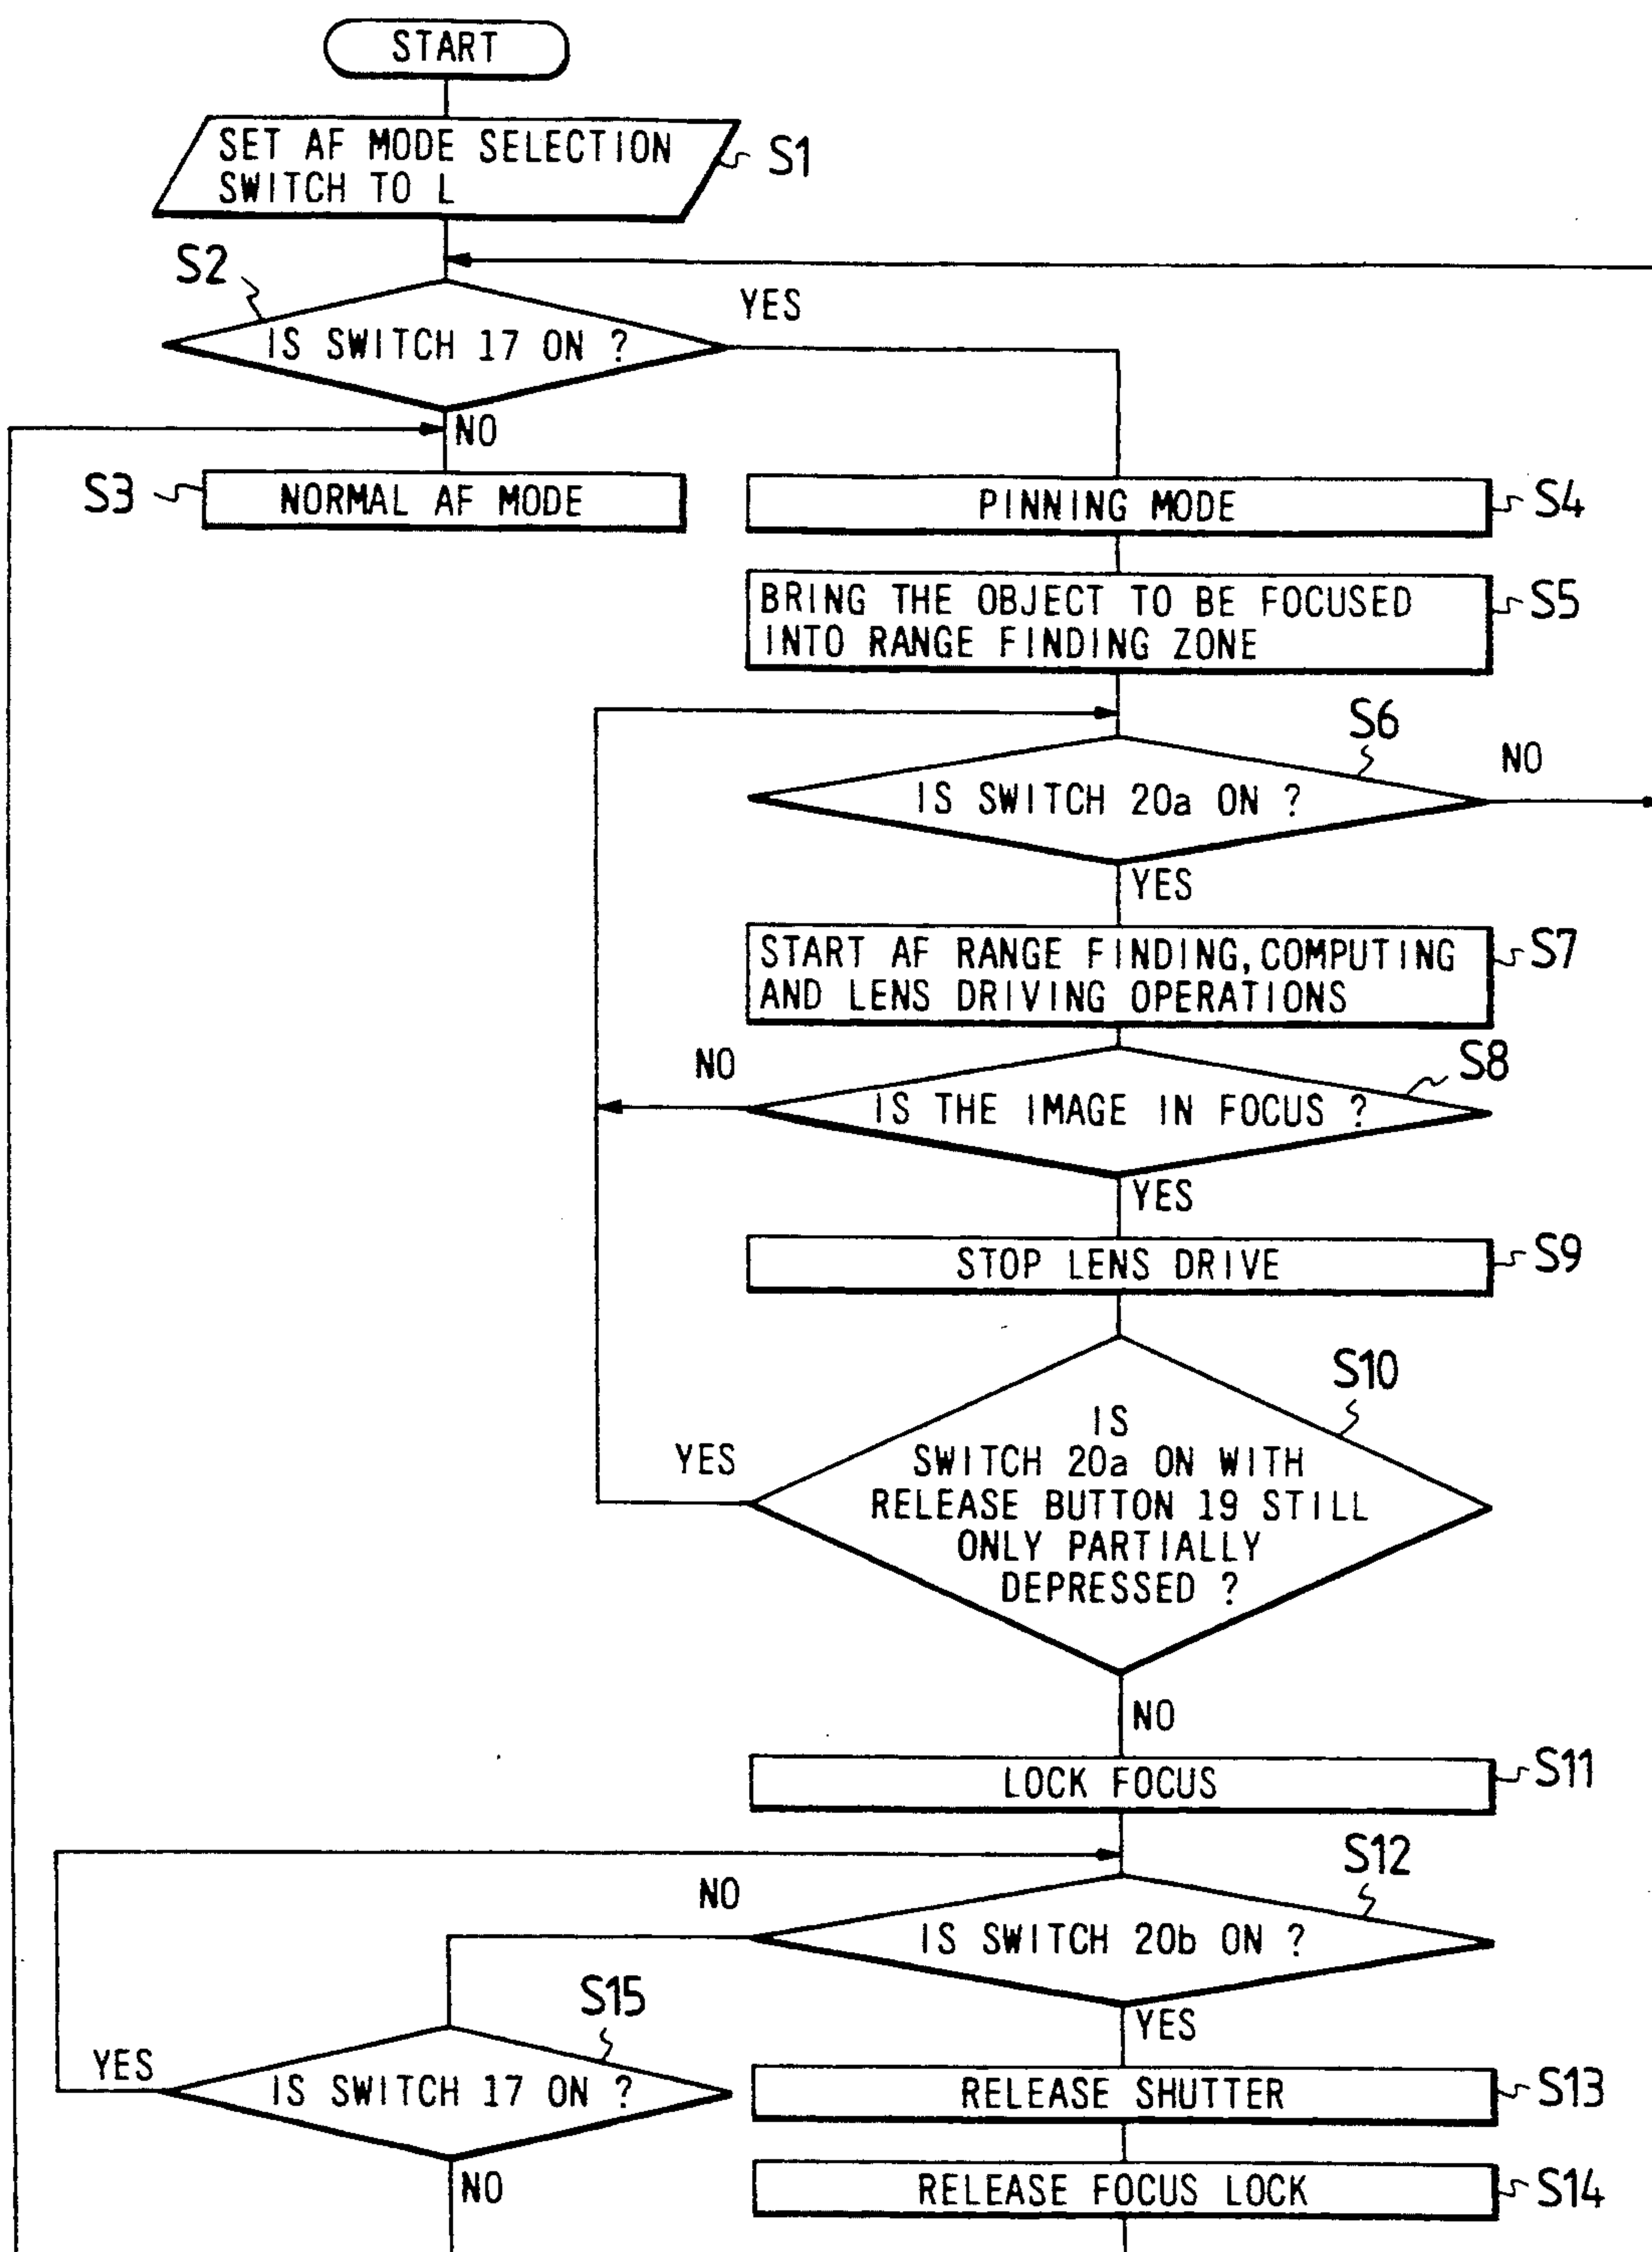 START
SET AF MODE SELECTION
SWITCH TO L
S1
S2
IS SWITCH 17 ON ?
YES
NO
S3
NORMAL AF MODE
PINNING MODE
S4
BRING THE OBJECT TO BE FOCUSED
INTO RANGE FINDING ZONE
S5
S6
IS SWITCH 20a ON ?
NO
YES
START AF RANGE FINDING, COMPUTING
AND LENS DRIVING OPERATIONS
S7
S8
NO
IS THE IMAGE IN FOCUS ?
YES
STOP LENS DRIVE
S9
S10
IS
SWITCH 20a ON WITH
RELEASE BUTTON 19 STILL
ONLY PARTIALLY
DEPRESSED ?
YES
NO
LOCK FOCUS
S11
S12
NO
IS SWITCH 20b ON ?
YES
S15
YES
IS SWITCH 17 ON ?
NO
RELEASE SHUTTER
S13
RELEASE FOCUS LOCK
S14